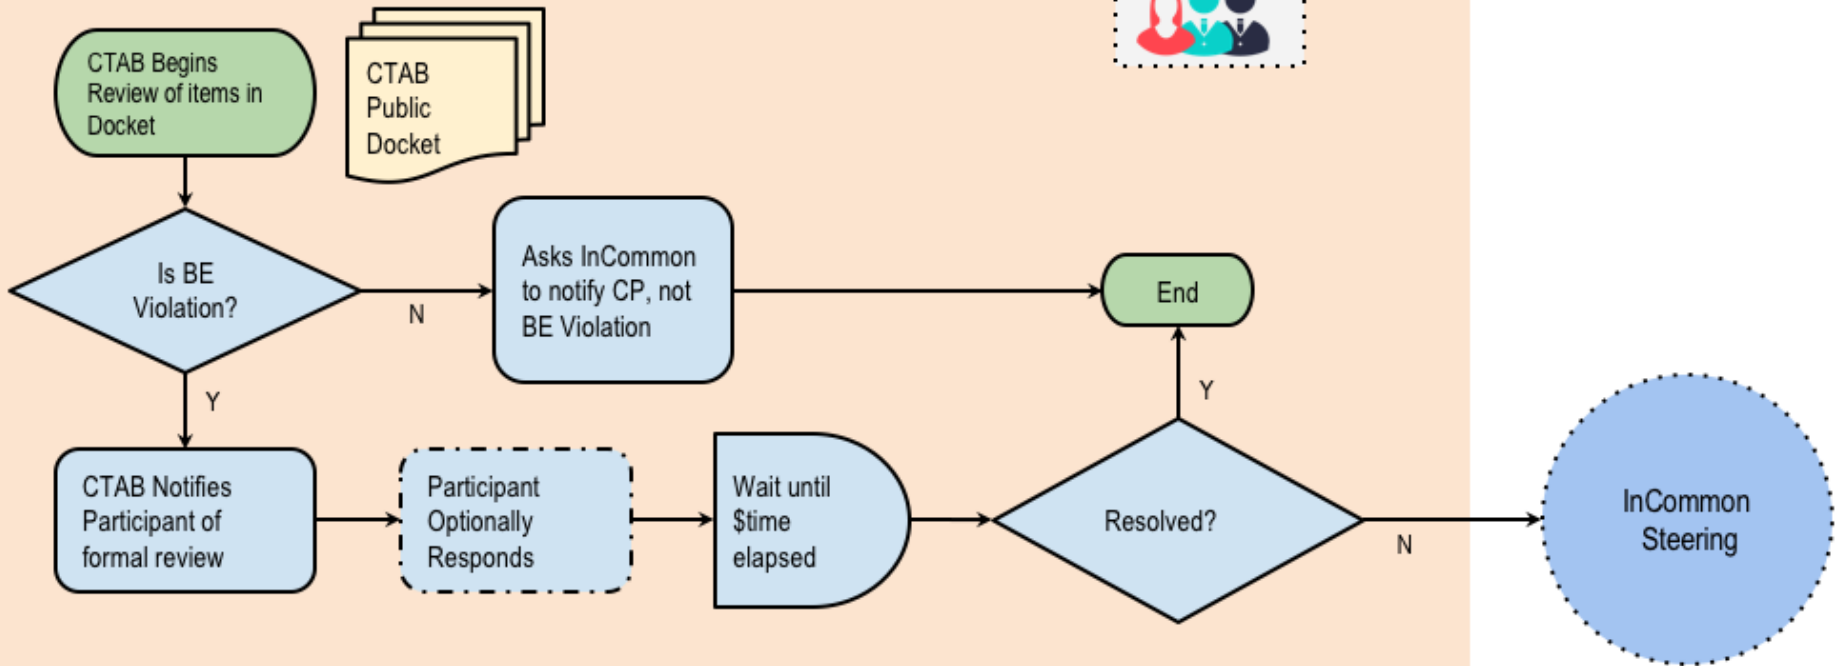 CTAB Begins
Review of items in
Docket
CTAB
Public
Docket
Is BE
Violation?
N
Asks InCommon
to notify CP, not
BE Violation
End
Y
Y
CTAB Notifies
Participant of
formal review
Participant
Optionally
Responds
Wait until
$time
elapsed
Resolved?
N
InCommon
Steering